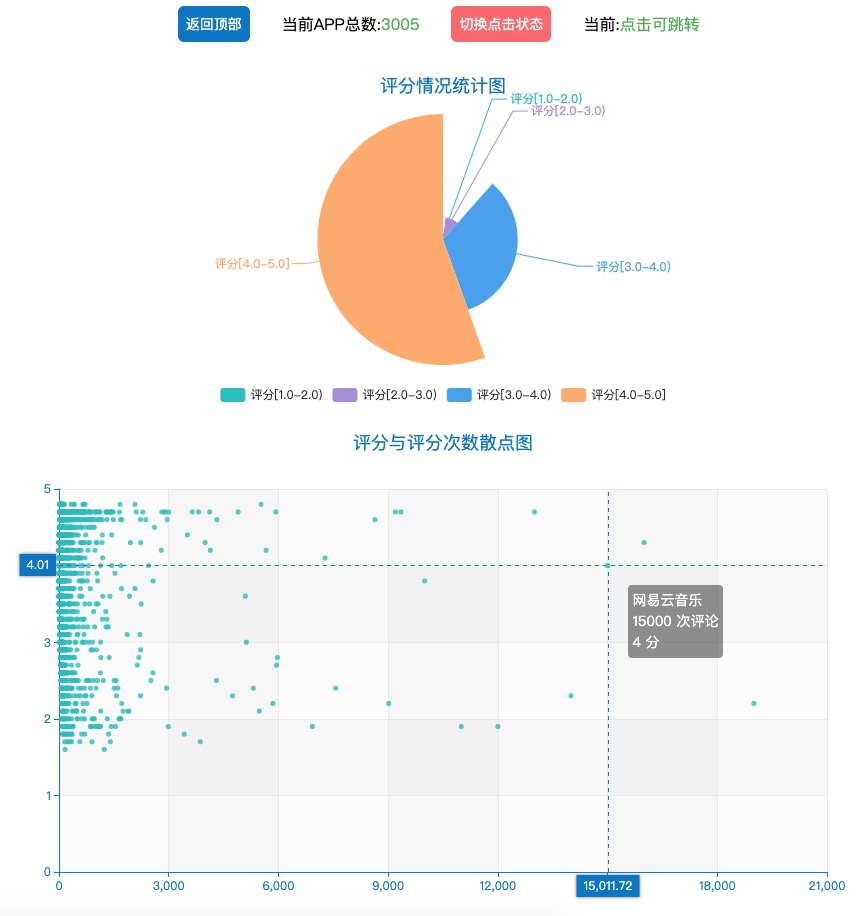 返回顶部 当前APP总数:3005 切换点击状态 当前:点击可跳转
评分情况统计图
评分[1.0-2.0)
评分[2.0-3.0)
评分[4.0-5.0]
评分[3.0-4.0)
评分[1.0-2.0) 评分[2.0-3.0) 评分[3.0-4.0) 评分[4.0-5.0]
评分与评分次数散点图
5
4.01
网易云音乐
15000 次评论
4 分
3
2
1
0
0 3,000 6,000 9,000 12,000 15,011.72 18,000 21,000